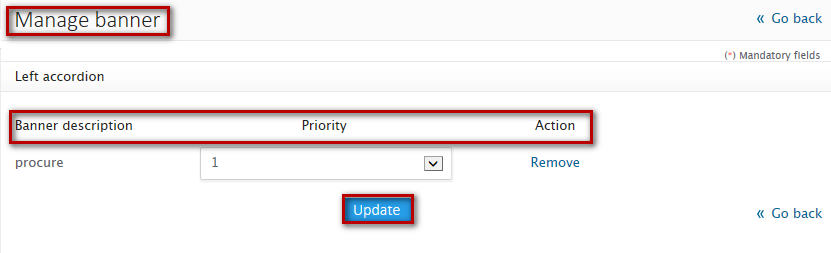 Manage banner « Go back
(*) Mandatory fields
Left accordion
Banner description Priority Action
procure 1 Remove
Update
« Go back